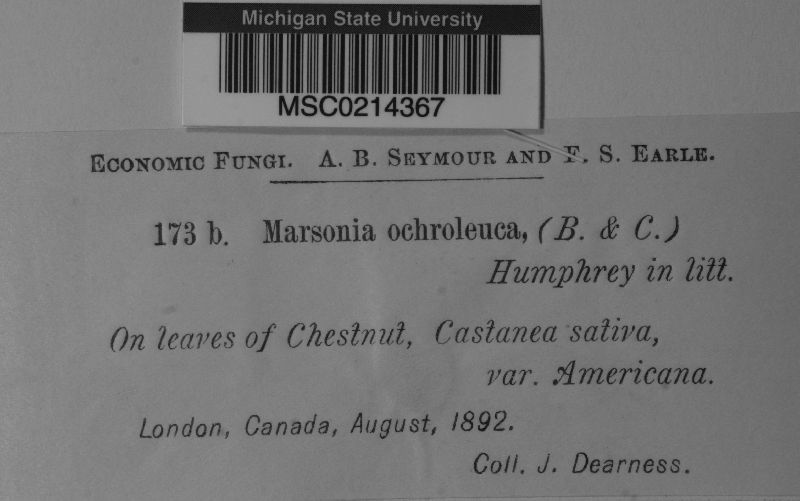 Michigan State University
MSC0214367
Economic Fungi. A. B. Seymour and F. S. Earle.
173 b. Marsonia ochroleuca, (B. & C.)
Humphrey in litt.
On leaves of Chestnut, Castanea sativa,
var. Americana.
London, Canada, August, 1892.
Coll. J. Dearness.